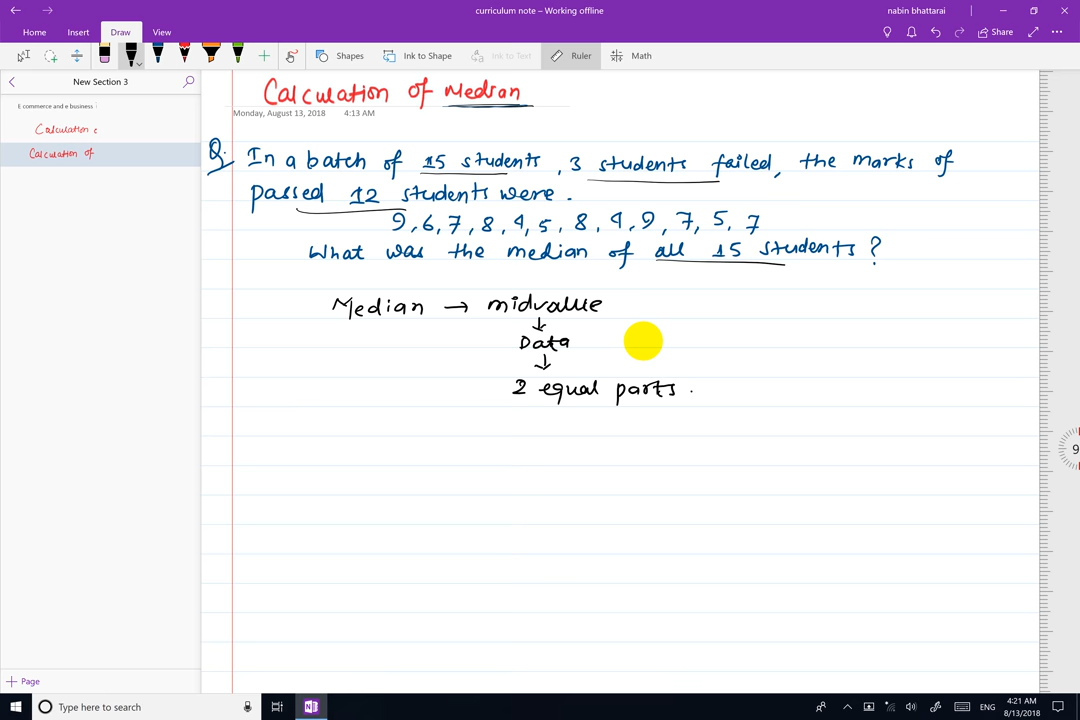 curriculum note – Working offline
nabin bhattarai
Home Insert Draw View
Share
Shapes Ink to Shape Ink to Text Ruler Math
New Section 3
E commerce and e business
Calculation c
Calculation of
Calculation of Median
Monday, August 13, 2018 4:13 AM
Q. In a batch of 15 students, 3 students failed, the marks of
passed 12 students were.
9, 6, 7, 8, 9, 5, 8, 9, 9, 7, 5, 7
What was the median of all 15 students?
Median → midvalue
↓
Data
↓
2 equal parts.
9
+ Page
Type here to search
ENG
4:21 AM
8/13/2018